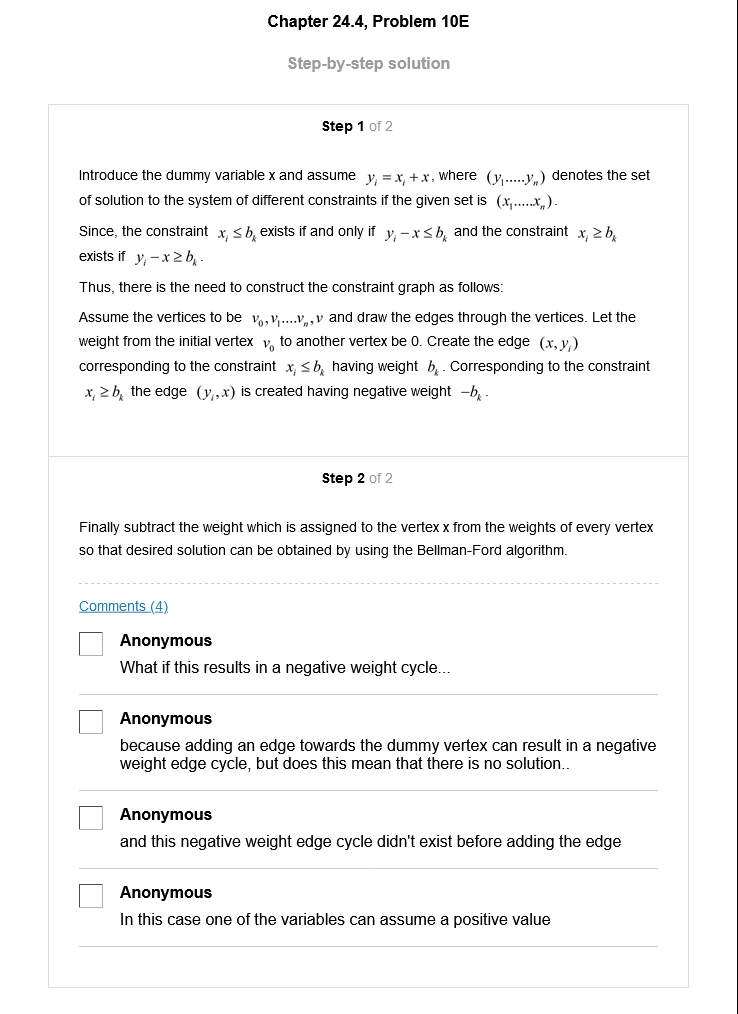 Chapter 24.4, Problem 10E
Step-by-step solution
Step 1 of 2
Introduce the dummy variable x and assume y_i = x_i + x, where (y_1.....y_n) denotes the set
of solution to the system of different constraints if the given set is (x_1.....x_n).
Since, the constraint x_i ≤ b_k exists if and only if y_i − x ≤ b_k and the constraint x_i ≥ b_k
exists if y_i − x ≥ b_k.
Thus, there is the need to construct the constraint graph as follows:
Assume the vertices to be v_0, v_1....v_n, v and draw the edges through the vertices. Let the
weight from the initial vertex v_0 to another vertex be 0. Create the edge (x, y_i)
corresponding to the constraint x_i ≤ b_k having weight b_k. Corresponding to the constraint
x_i ≥ b_k the edge (y_i, x) is created having negative weight −b_k.
Step 2 of 2
Finally subtract the weight which is assigned to the vertex x from the weights of every vertex
so that desired solution can be obtained by using the Bellman-Ford algorithm.
Comments (4)
Anonymous
What if this results in a negative weight cycle...
Anonymous
because adding an edge towards the dummy vertex can result in a negative
weight edge cycle, but does this mean that there is no solution..
Anonymous
and this negative weight edge cycle didn't exist before adding the edge
Anonymous
In this case one of the variables can assume a positive value